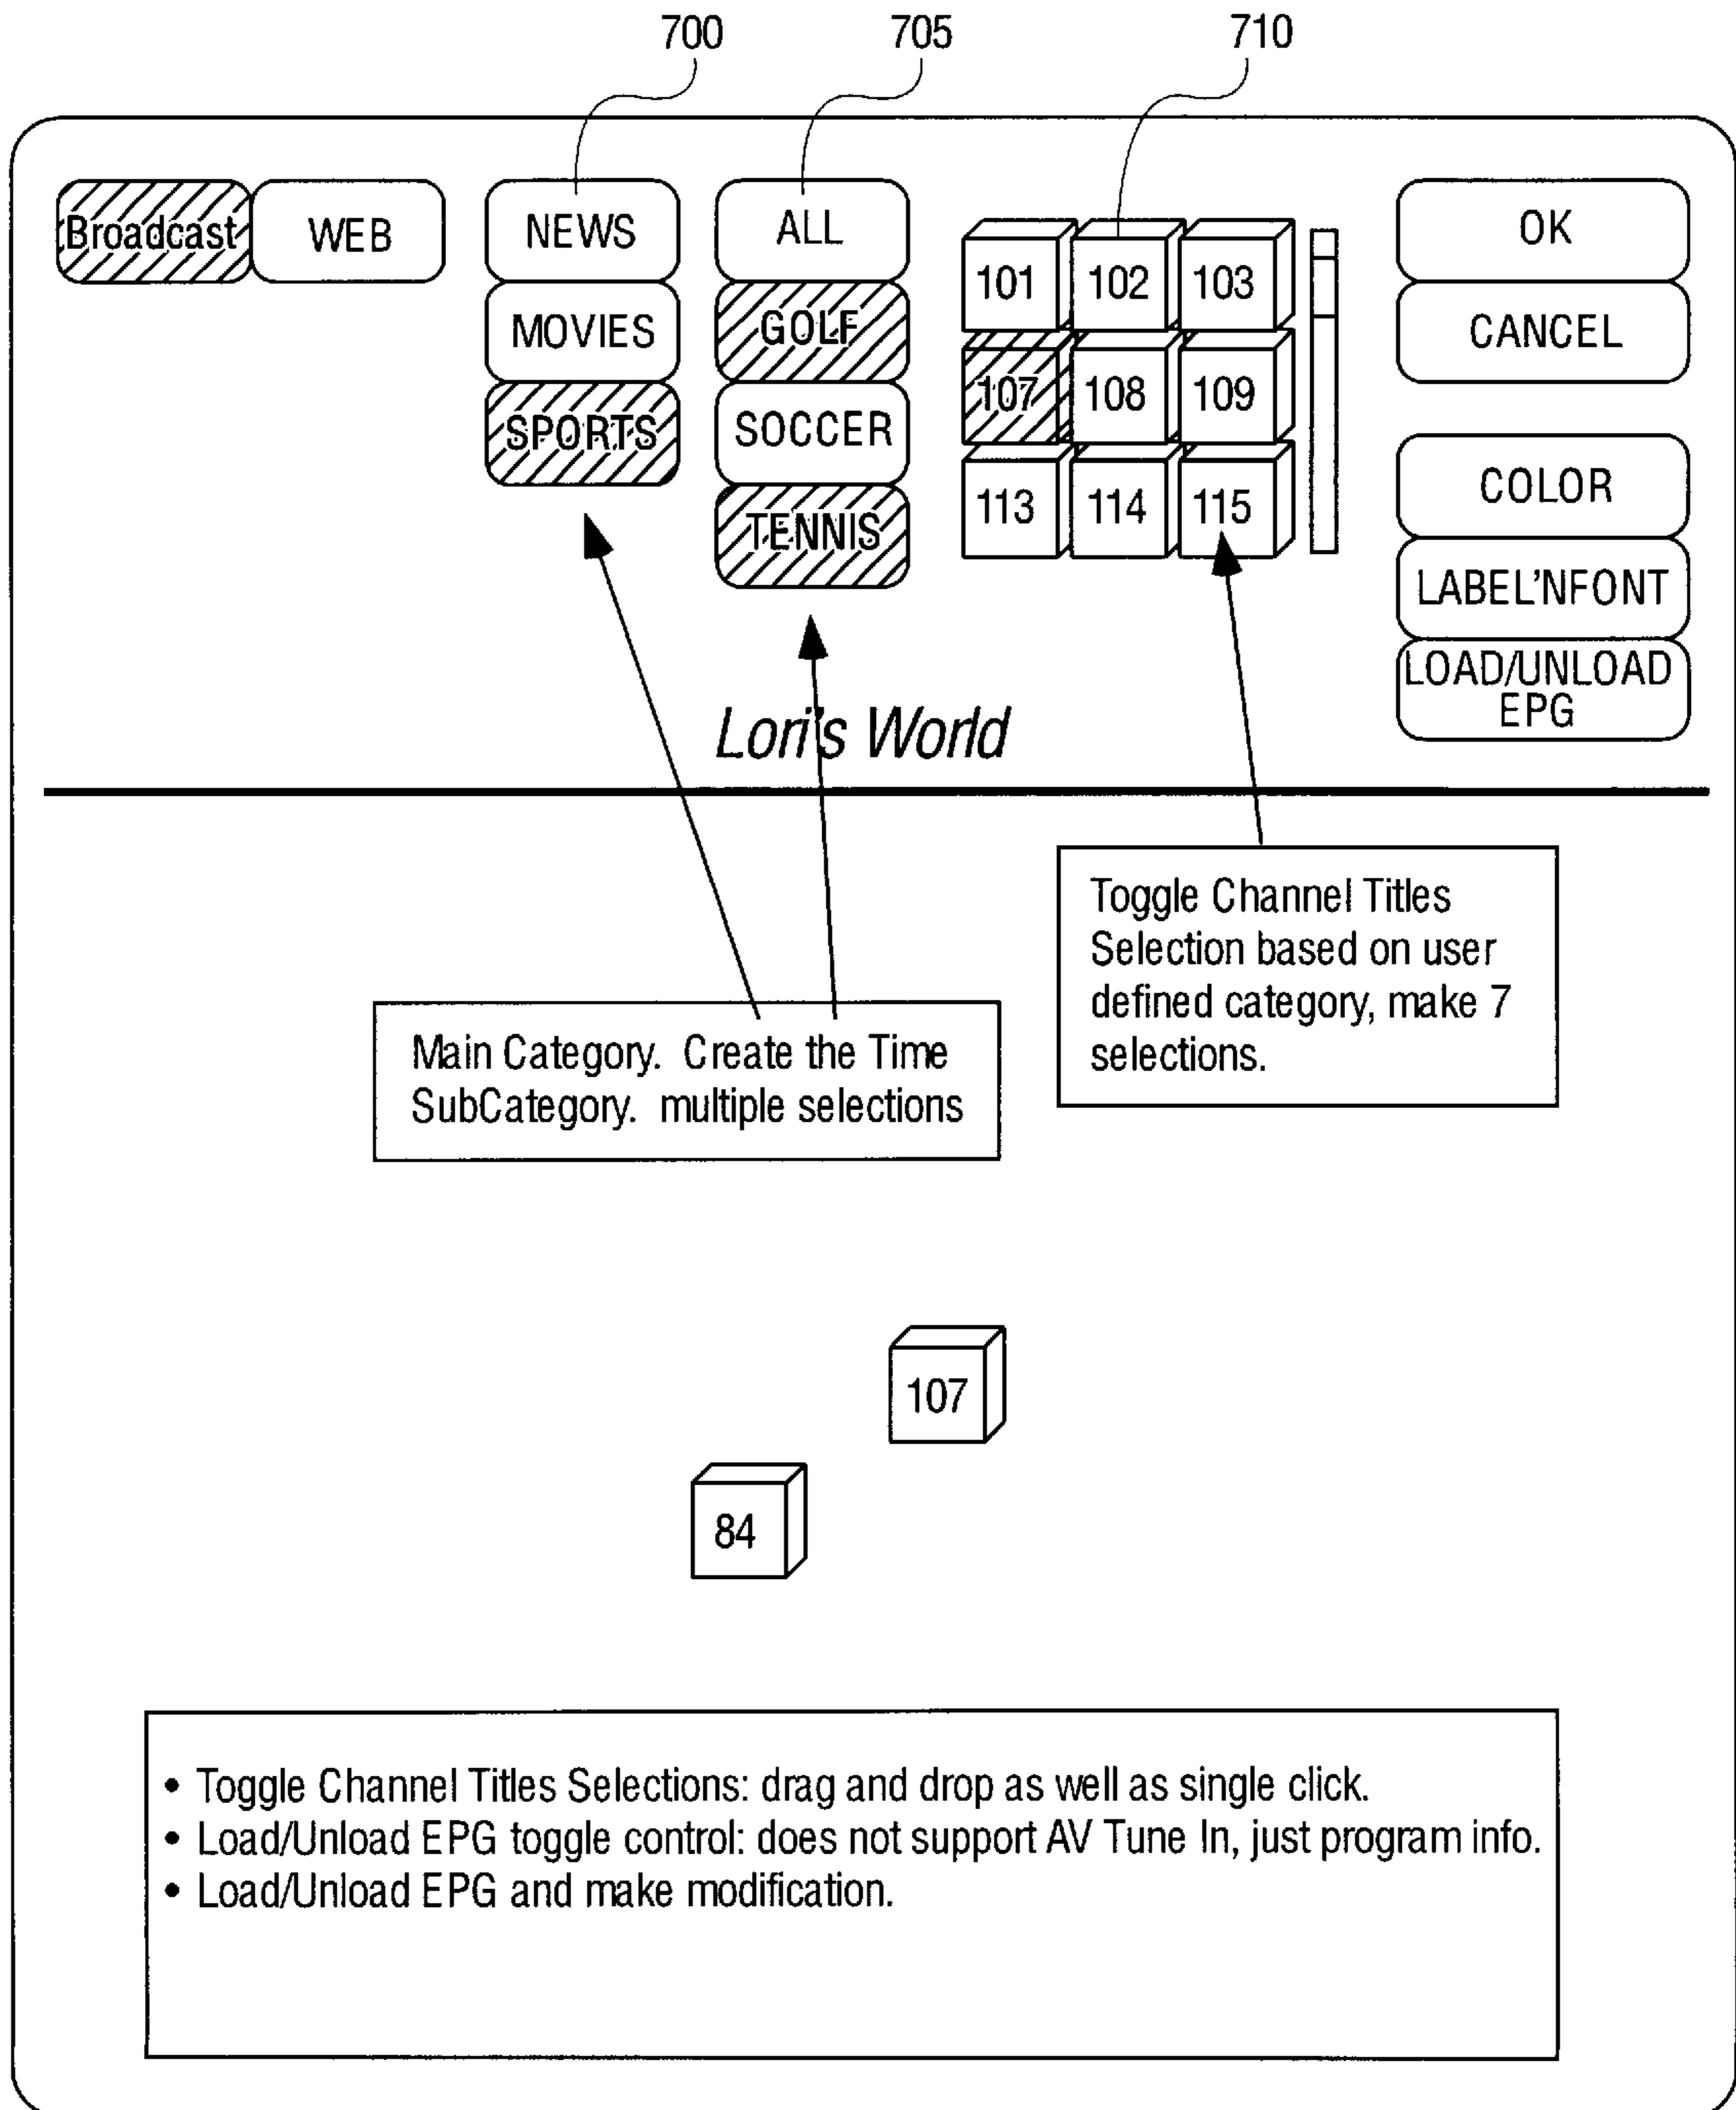 700 705 710
Broadcast WEB
NEWS
MOVIES
SPORTS
ALL
GOLF
SOCCER
TENNIS
101 102 103
107 108 109
113 114 115
OK
CANCEL
COLOR
LABEL'NFONT
LOAD/UNLOAD
EPG
Lori's World
Toggle Channel Titles
Selection based on user
defined category, make 7
selections.
Main Category. Create the Time
SubCategory. multiple selections
107
84
• Toggle Channel Titles Selections: drag and drop as well as single click.
• Load/Unload EPG toggle control: does not support AV Tune In, just program info.
• Load/Unload EPG and make modification.